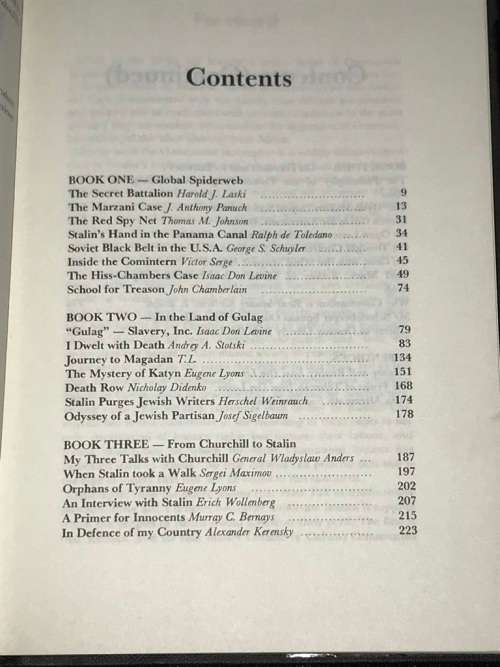 Contents
BOOK ONE — Global Spiderweb
The Secret Battalion Harold J. Laski .......................... 9
The Marzani Case J. Anthony Panuch .......................... 13
The Red Spy Net Thomas M. Johnson .......................... 31
Stalin's Hand in the Panama Canal Ralph de Toledano ........ 34
Soviet Black Belt in the U.S.A. George S. Schuyler ............ 41
Inside the Comintern Victor Serge .......................... 45
The Hiss-Chambers Case Isaac Don Levine .................. 49
School for Treason John Chamberlain 74
BOOK TWO — In the Land of Gulag
"Gulag" — Slavery, Inc. Isaac Don Levine .................... 79
I Dwelt with Death Andrey A. Stotski ........................ 83
Journey to Magadan T.L. .................................... 134
The Mystery of Katyn Eugene Lyons .......................... 151
Death Row Nicholay Didenko ................................ 168
Stalin Purges Jewish Writers Herschel Weinrauch ............ 174
Odyssey of a Jewish Partisan Josef Sigelbaum ................ 178
BOOK THREE — From Churchill to Stalin
My Three Talks with Churchill General Wladyslaw Anders ... 187
When Stalin took a Walk Sergei Maximov .................... 197
Orphans of Tyranny Eugene Lyons .......................... 202
An Interview with Stalin Erich Wollenberg .................. 207
A Primer for Innocents Murray C. Bernays .................. 215
In Defence of my Country Alexander Kerensky ................ 223